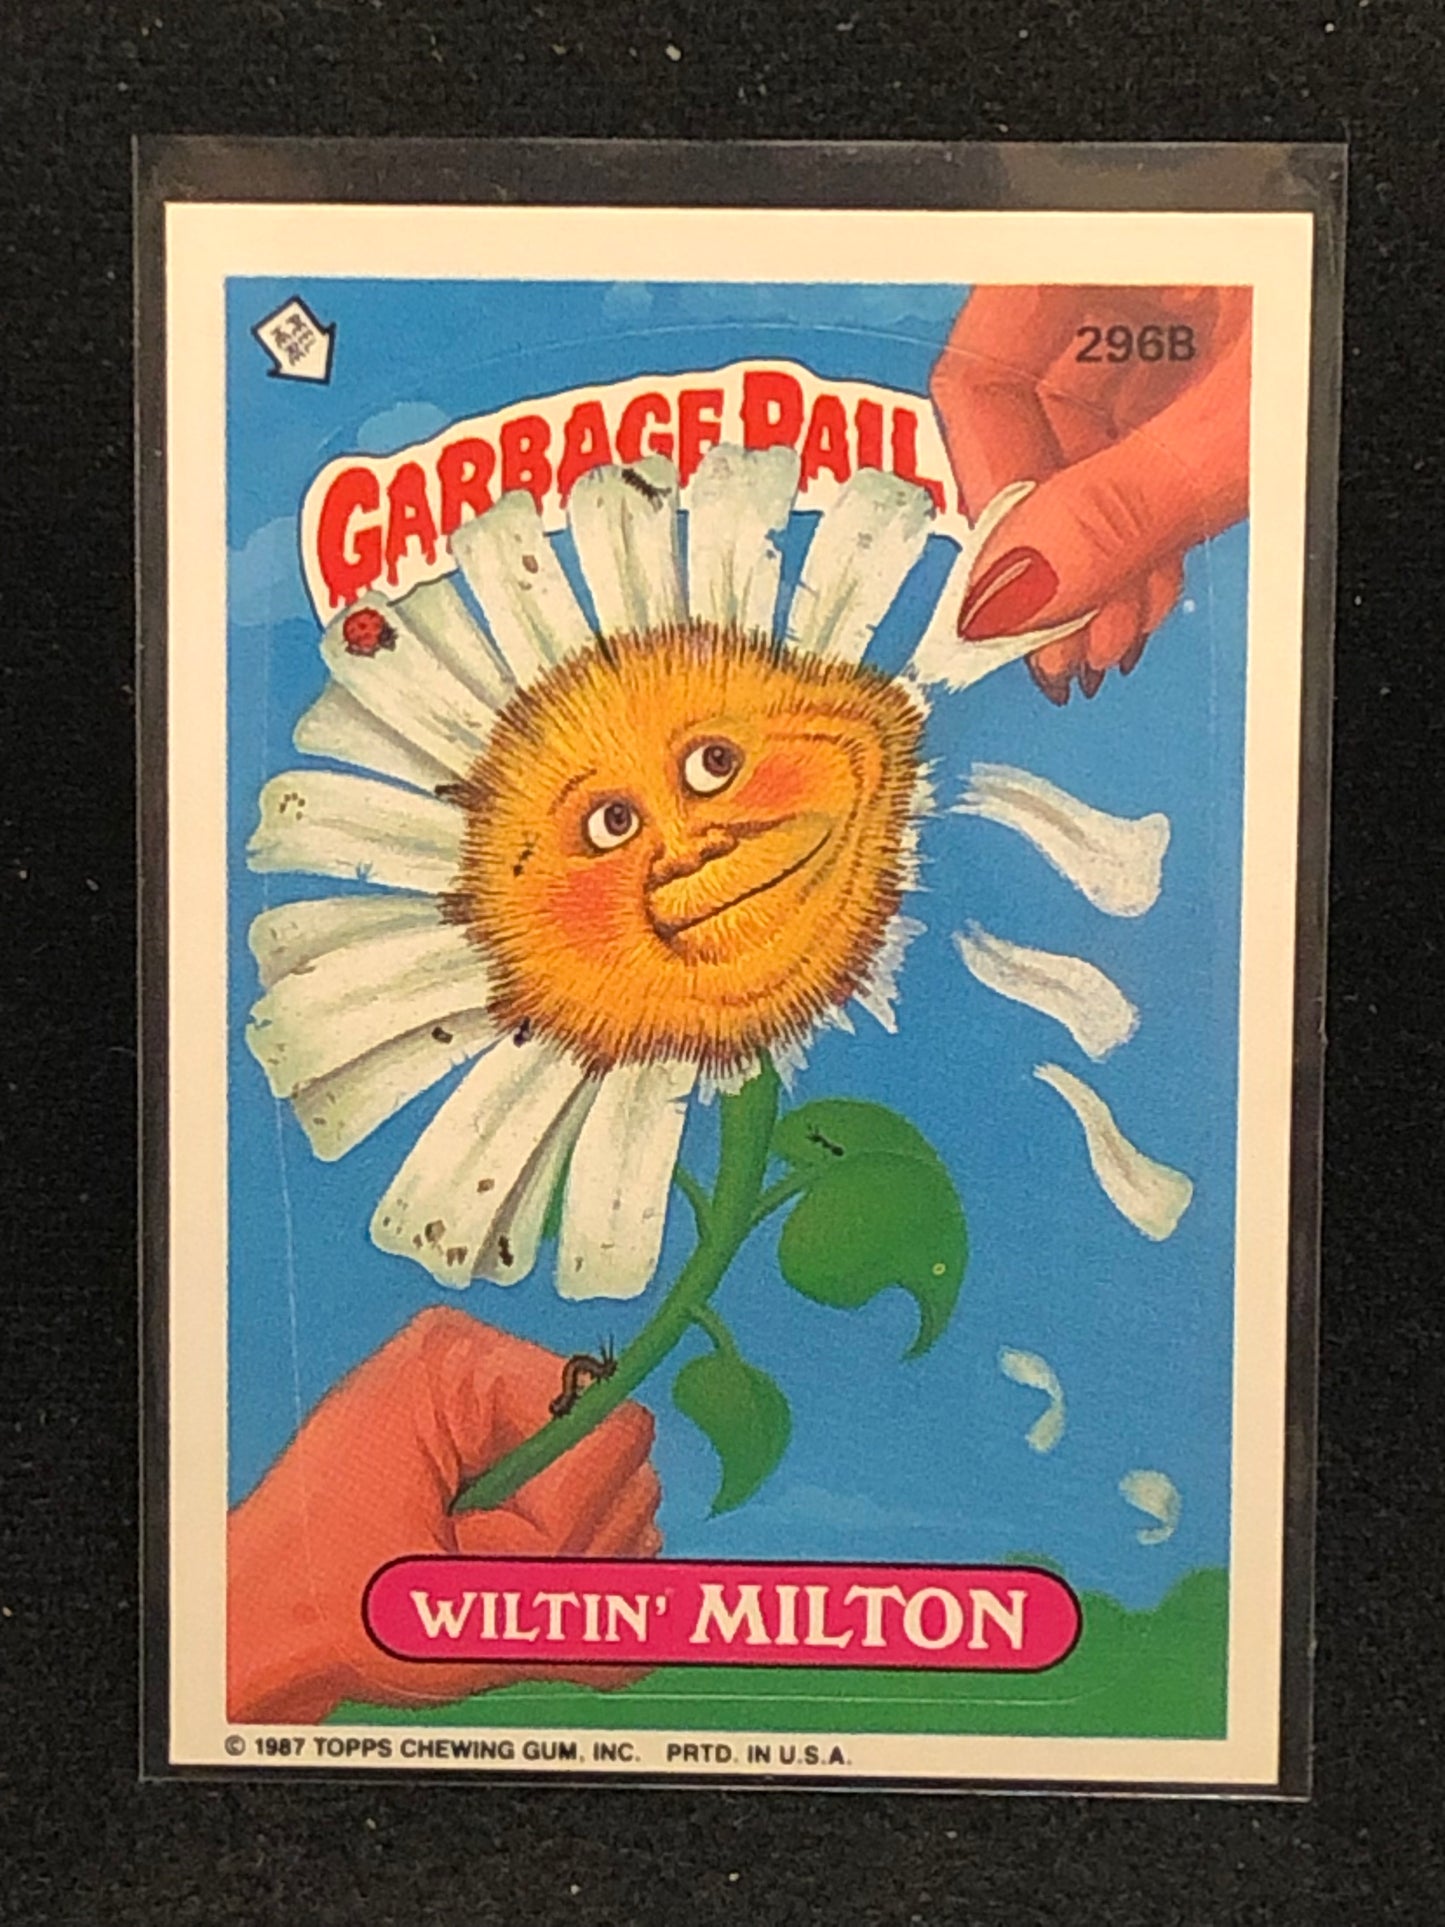 296B
GARBAGE PAIL
WILTIN' MILTON
© 1987 TOPPS CHEWING GUM, INC. PRTD. IN U.S.A.